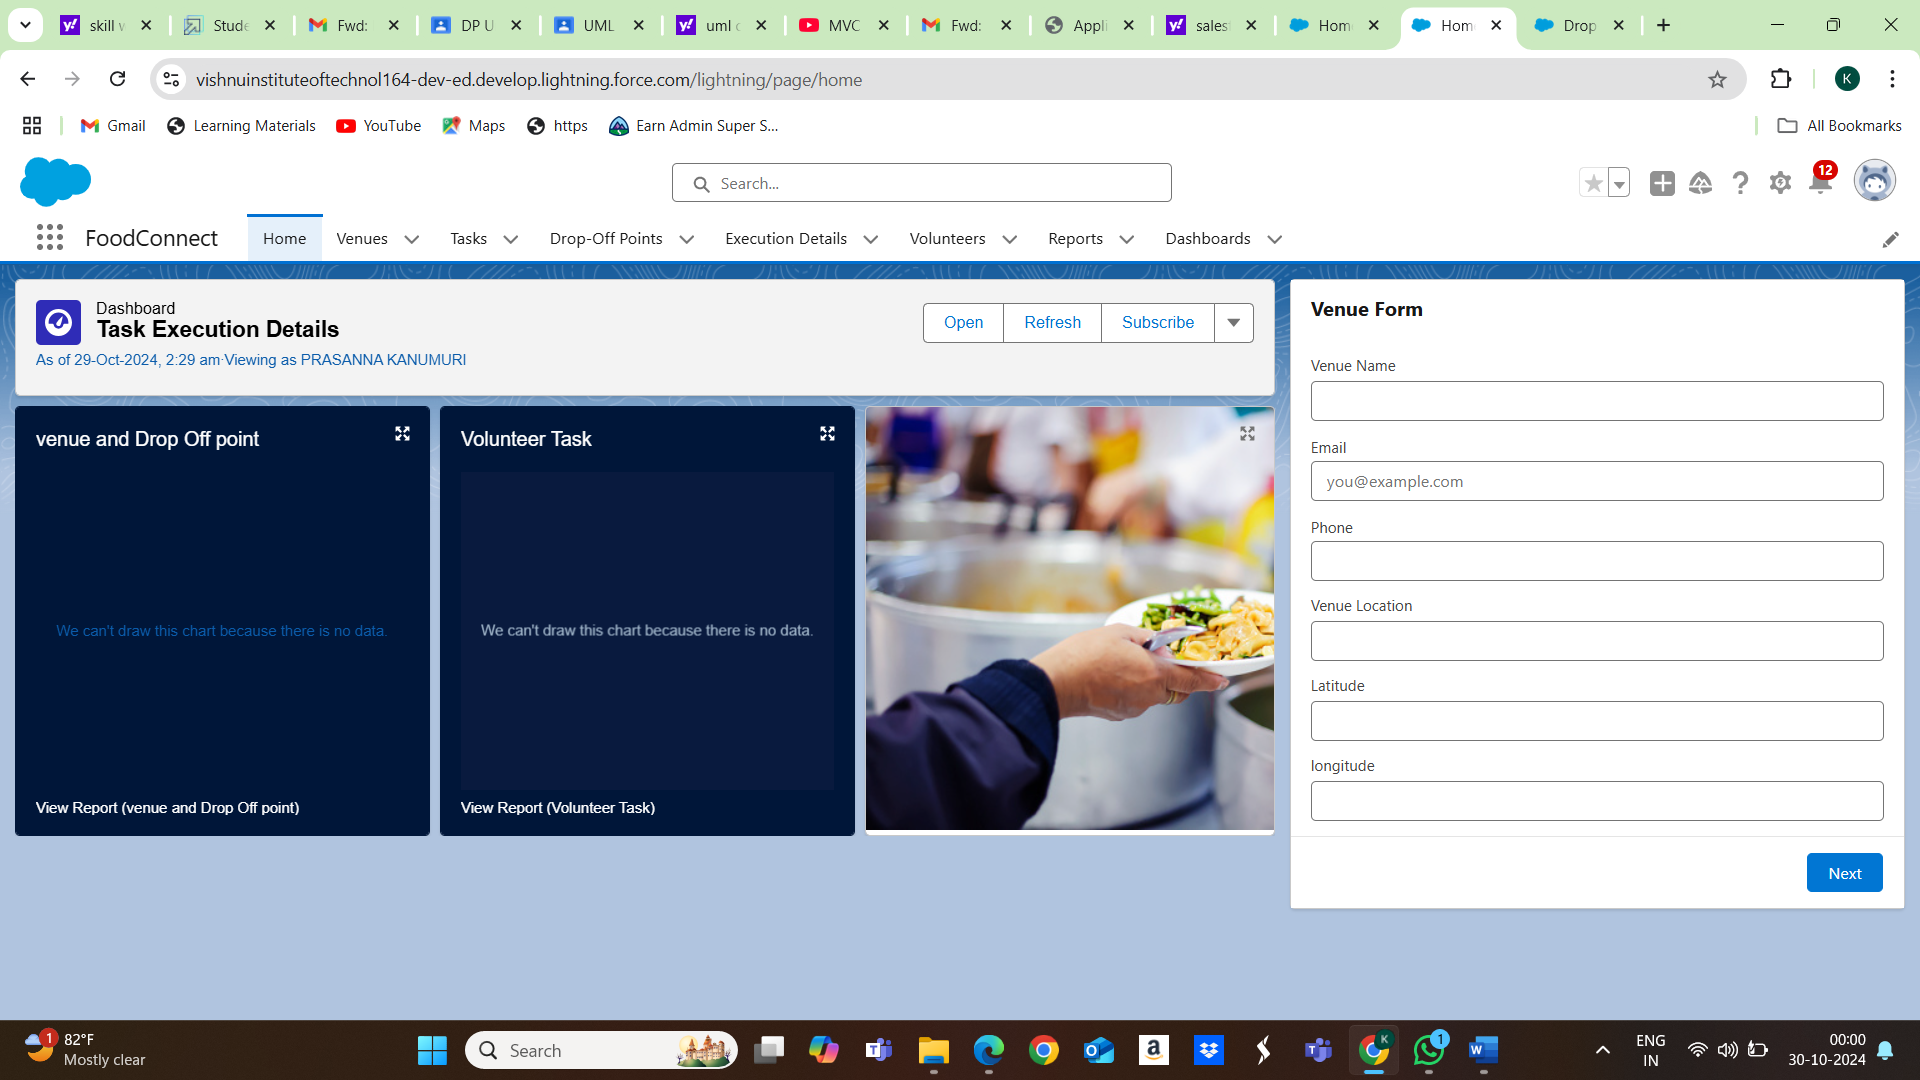 skill w
Stude
Fwd:
DP U
UML
uml c
MVC
Fwd:
Appli
sales
Hom
Hom
Drop
vishnuinstituteoftechnol164-dev-ed.develop.lightning.force.com/lightning/page/home
K
Gmail
Learning Materials
YouTube
Maps
https
Earn Admin Super S...
All Bookmarks
Search...
12
FoodConnect
Home
Venues
Tasks
Drop-Off Points
Execution Details
Volunteers
Reports
Dashboards
Dashboard
Task Execution Details
As of 29-Oct-2024, 2:29 am·Viewing as PRASANNA KANUMURI
Open
Refresh
Subscribe
venue and Drop Off point
We can't draw this chart because there is no data.
View Report (venue and Drop Off point)
Volunteer Task
We can't draw this chart because there is no data.
View Report (Volunteer Task)
Venue Form
Venue Name
Email
you@example.com
Phone
Venue Location
Latitude
longitude
Next
1
82°F
Mostly clear
Search
K
1
ENG
IN
00:00
30-10-2024